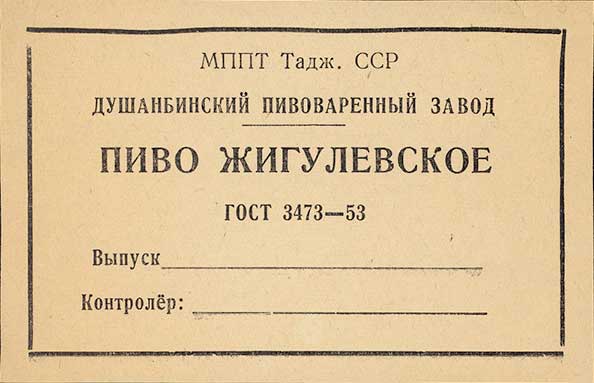 МППТ Тадж. ССР
ДУШАНБИНСКИЙ ПИВОВАРЕННЫЙ ЗАВОД
ПИВО ЖИГУЛЕВСКОЕ
ГОСТ 3473—53
Выпуск
Контролёр: